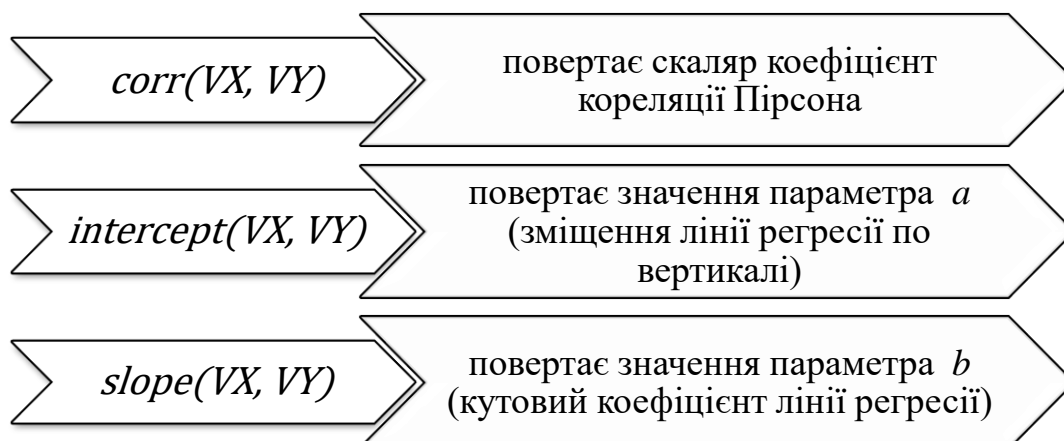 corr(VX, VY)
повертає скаляр коефіцієнт
кореляції Пірсона
intercept(VX, VY)
повертає значення параметра a
(зміщення лінії регресії по
вертикалі)
slope(VX, VY)
повертає значення параметра b
(кутовий коефіцієнт лінії регресії)